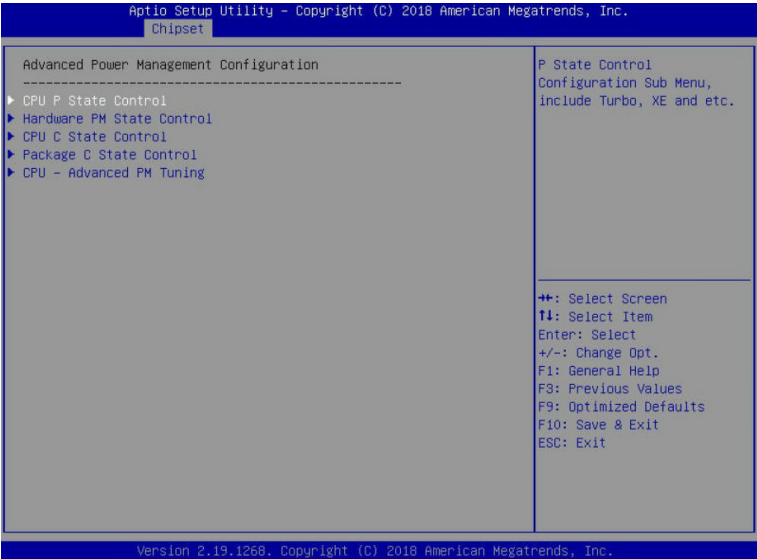 Aptio Setup Utility – Copyright (C) 2018 American Megatrends, Inc.
Chipset
Advanced Power Management Configuration
--------------------------------------------------
CPU P State Control
Hardware PM State Control
CPU C State Control
Package C State Control
CPU – Advanced PM Tuning
P State Control
Configuration Sub Menu,
include Turbo, XE and etc.
→←: Select Screen
↑↓: Select Item
Enter: Select
+/-: Change Opt.
F1: General Help
F3: Previous Values
F9: Optimized Defaults
F10: Save & Exit
ESC: Exit
Version 2.19.1268. Copyright (C) 2018 American Megatrends, Inc.